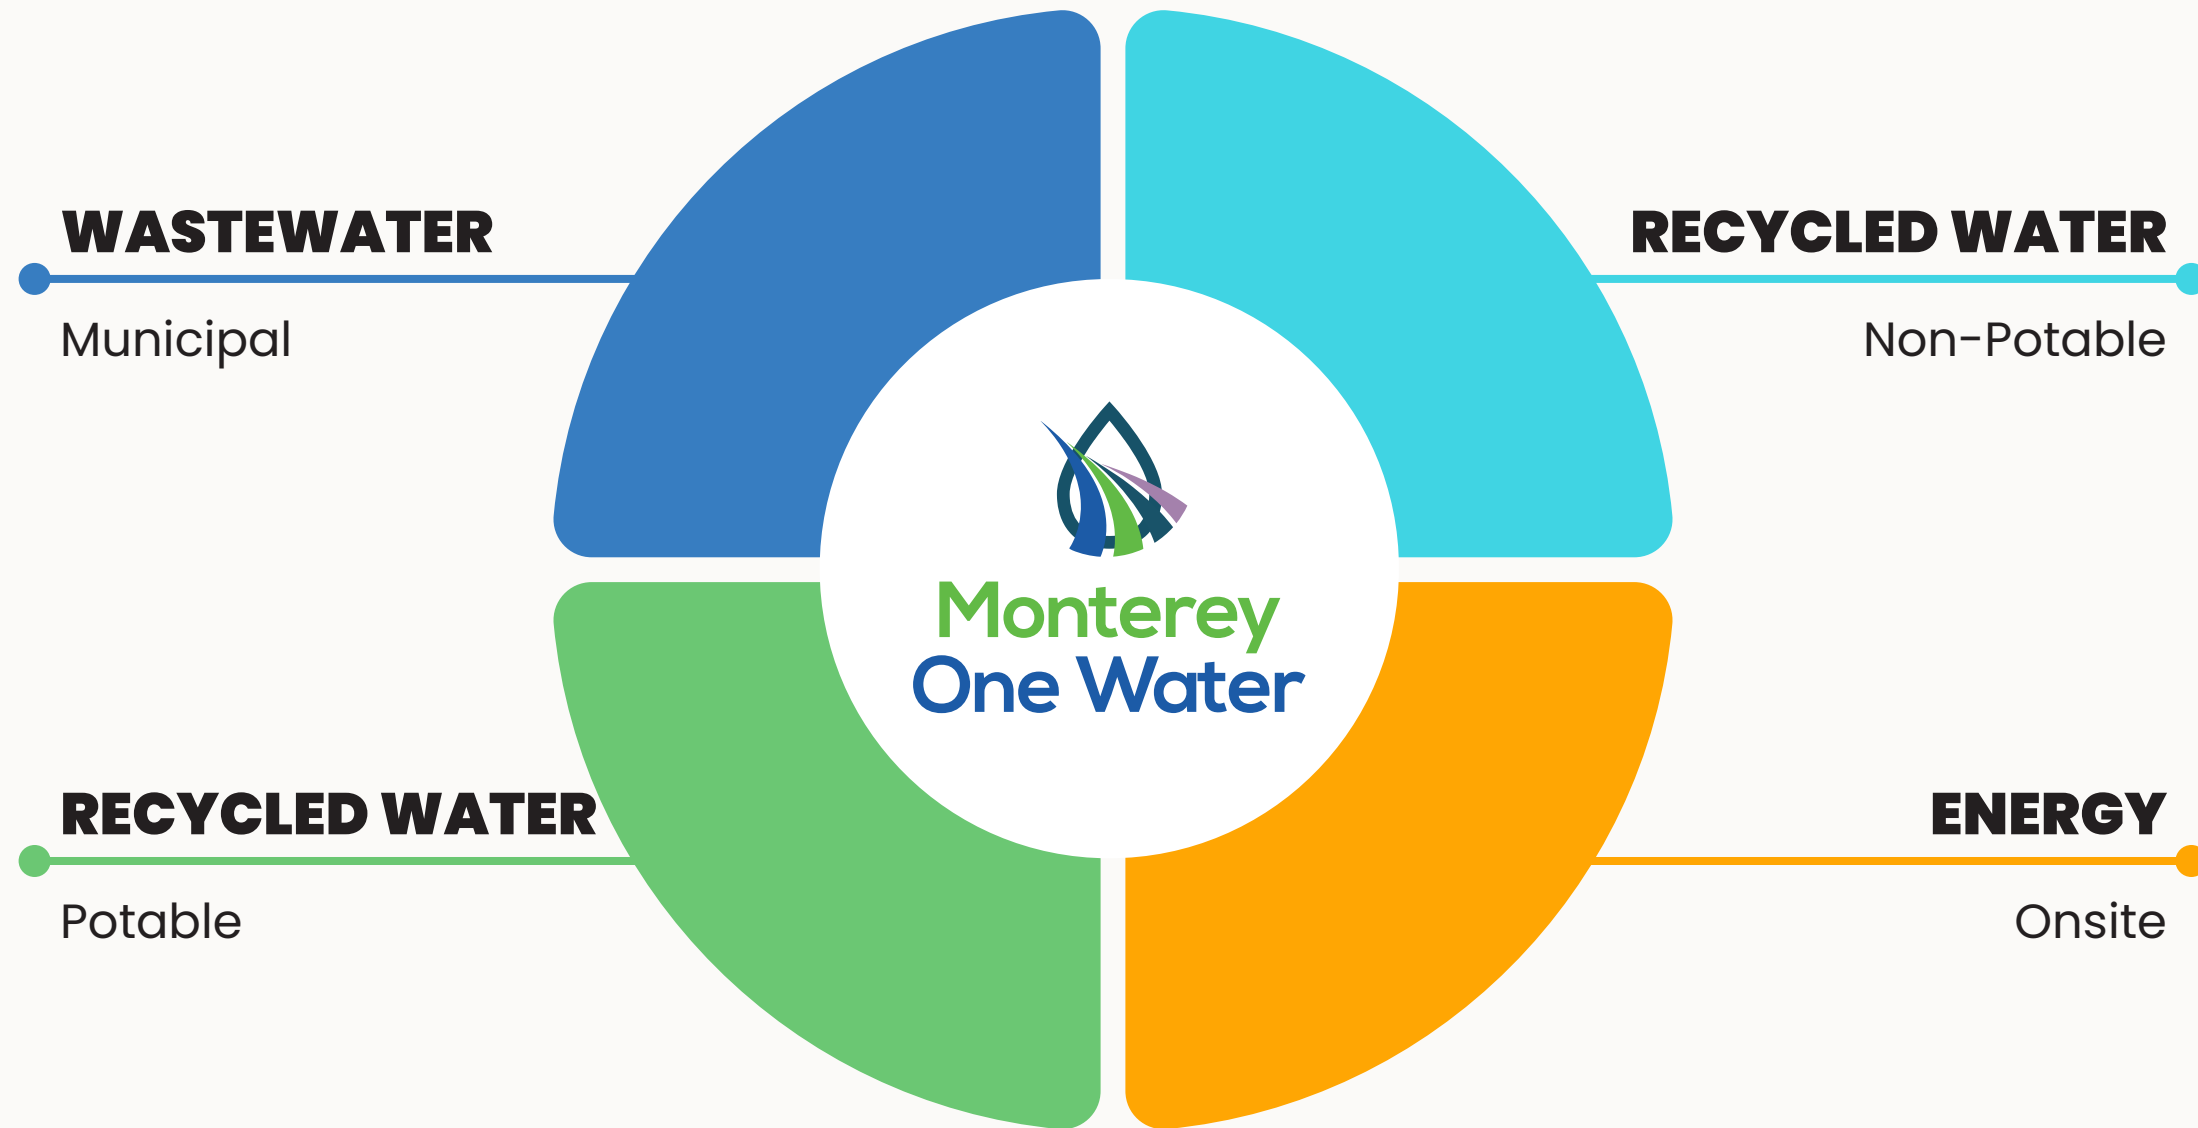 WASTEWATER
Municipal
RECYCLED WATER
Non-Potable
Monterey
One Water
RECYCLED WATER
Potable
ENERGY
Onsite